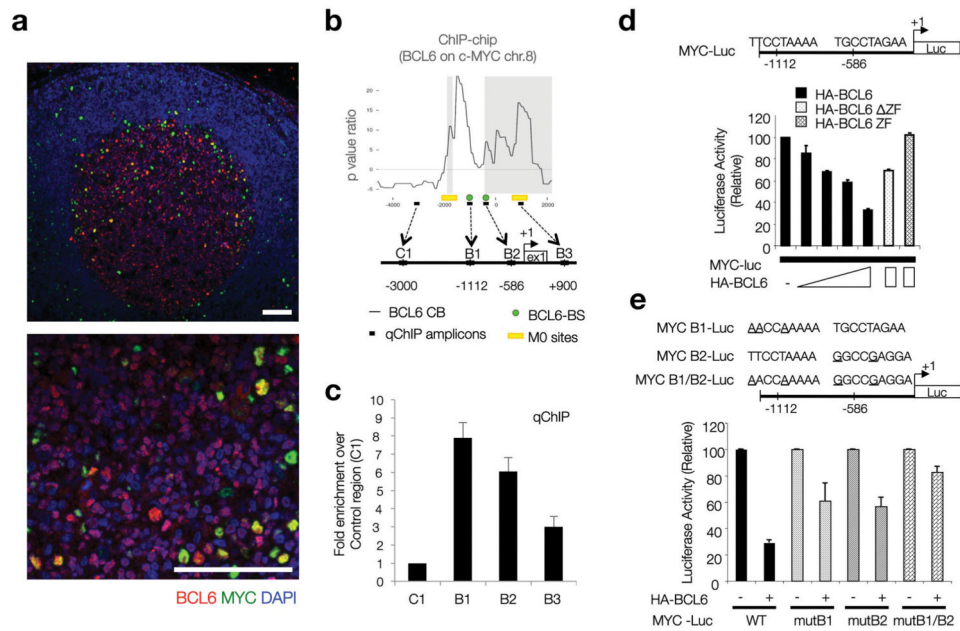 a
BCL6 MYC DAPI
b
ChIP-chip
(BCL6 on c-MYC chr.8)
p value ratio
20
15
10
5
0
-5
-4000
-2000
0
2000
+1
C1
B1
B2
ex1
B3
-3000
-1112
-586
+900
BCL6 CB
BCL6-BS
qChIP amplicons
M0 sites
c
qChIP
Fold enrichment over
Control region (C1)
10
9
8
7
6
5
4
3
2
1
0
C1
B1
B2
B3
d
+1
TTCCTAAAA
TGCCTAGAA
MYC-Luc
Luc
-1112
-586
HA-BCL6
HA-BCL6 ΔZF
HA-BCL6 ZF
Luciferase Activity
(Relative)
120
100
80
60
40
20
0
MYC-luc
HA-BCL6
-
e
MYC B1-Luc
AACCAAAAA
TGCCTAGAA
MYC B2-Luc
TTCCTAAAA
GGCCGAGGA
MYC B1/B2-Luc
AACCAAAAA
GGCCGAGGA
+1
Luc
-1112
-586
Luciferase Activity (Relative)
120
100
80
60
40
20
0
HA-BCL6
- + - + - + - +
MYC -Luc
WT
mutB1
mutB2
mutB1/B2